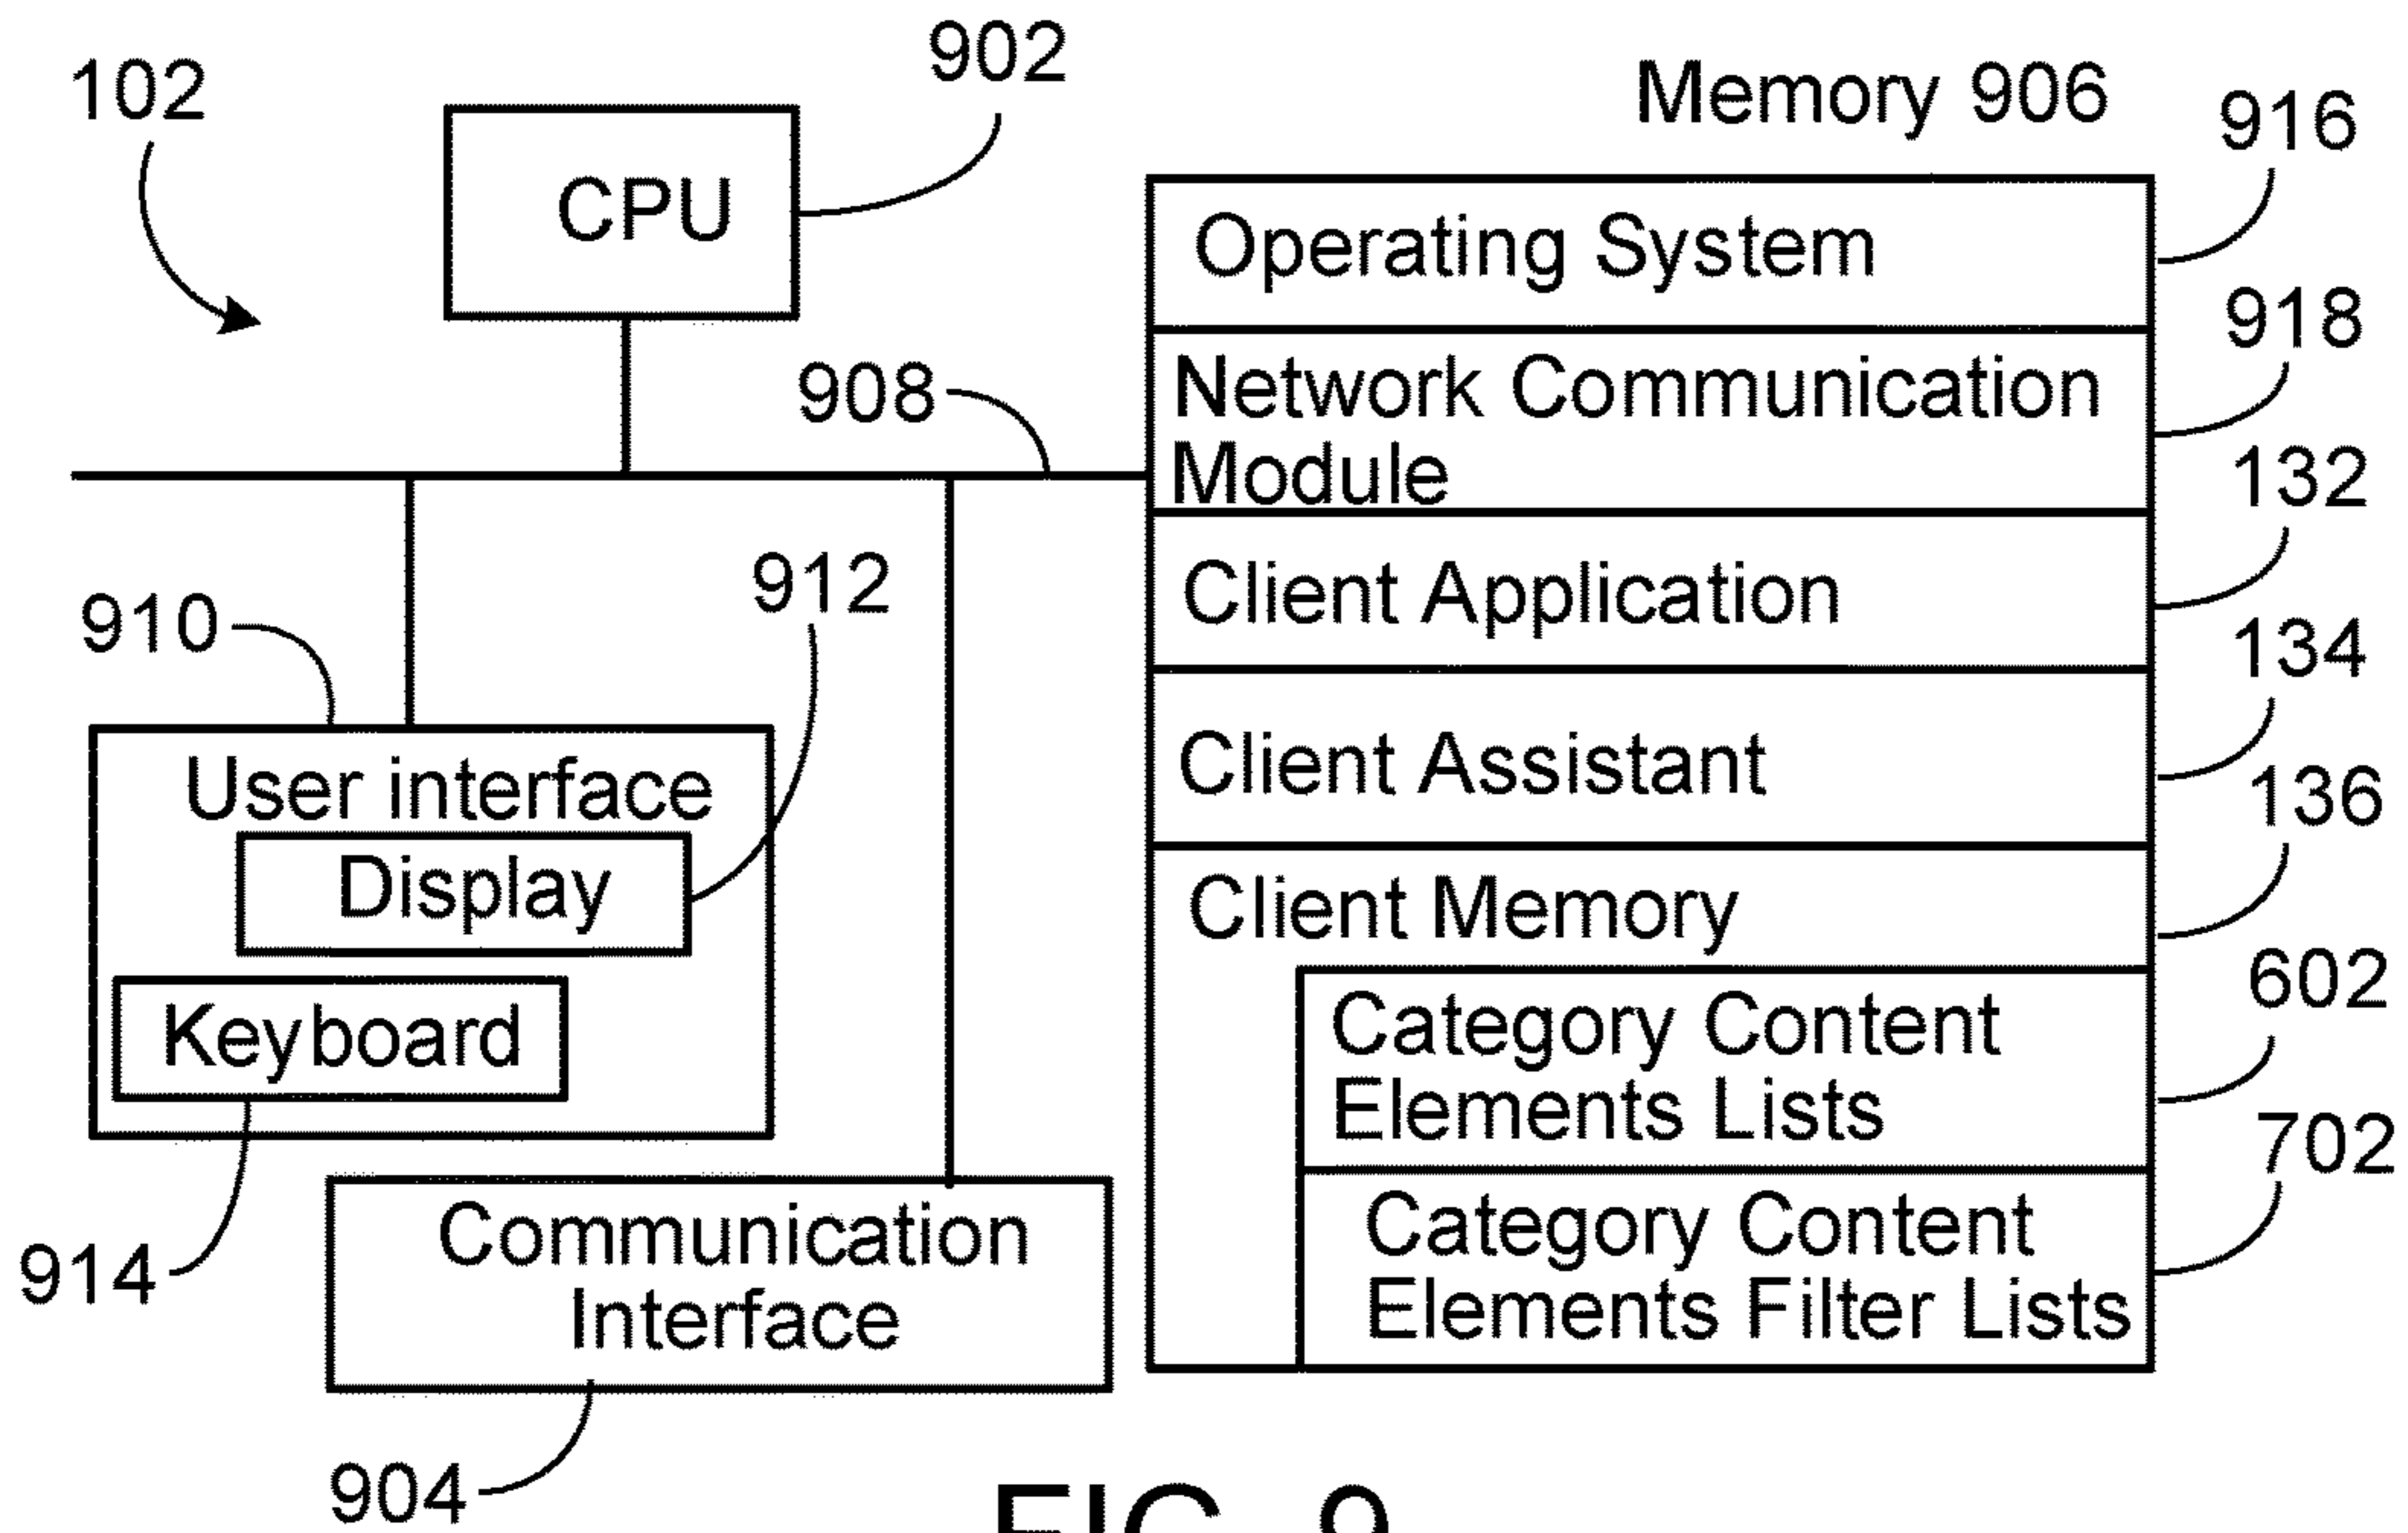 102
902
CPU
Memory 906
916
Operating System
918
Network Communication
Module
908
132
Client Application
134
Client Assistant
136
Client Memory
602
Category Content
Elements Lists
702
Category Content
Elements Filter Lists
910
912
User interface
Display
Keyboard
914
Communication
Interface
904
FIG. 9